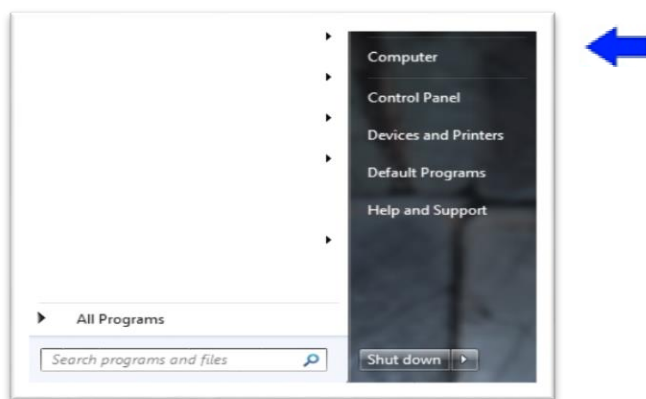 Computer
Control Panel
Devices and Printers
Default Programs
Help and Support
All Programs
Search programs and files
Shut down